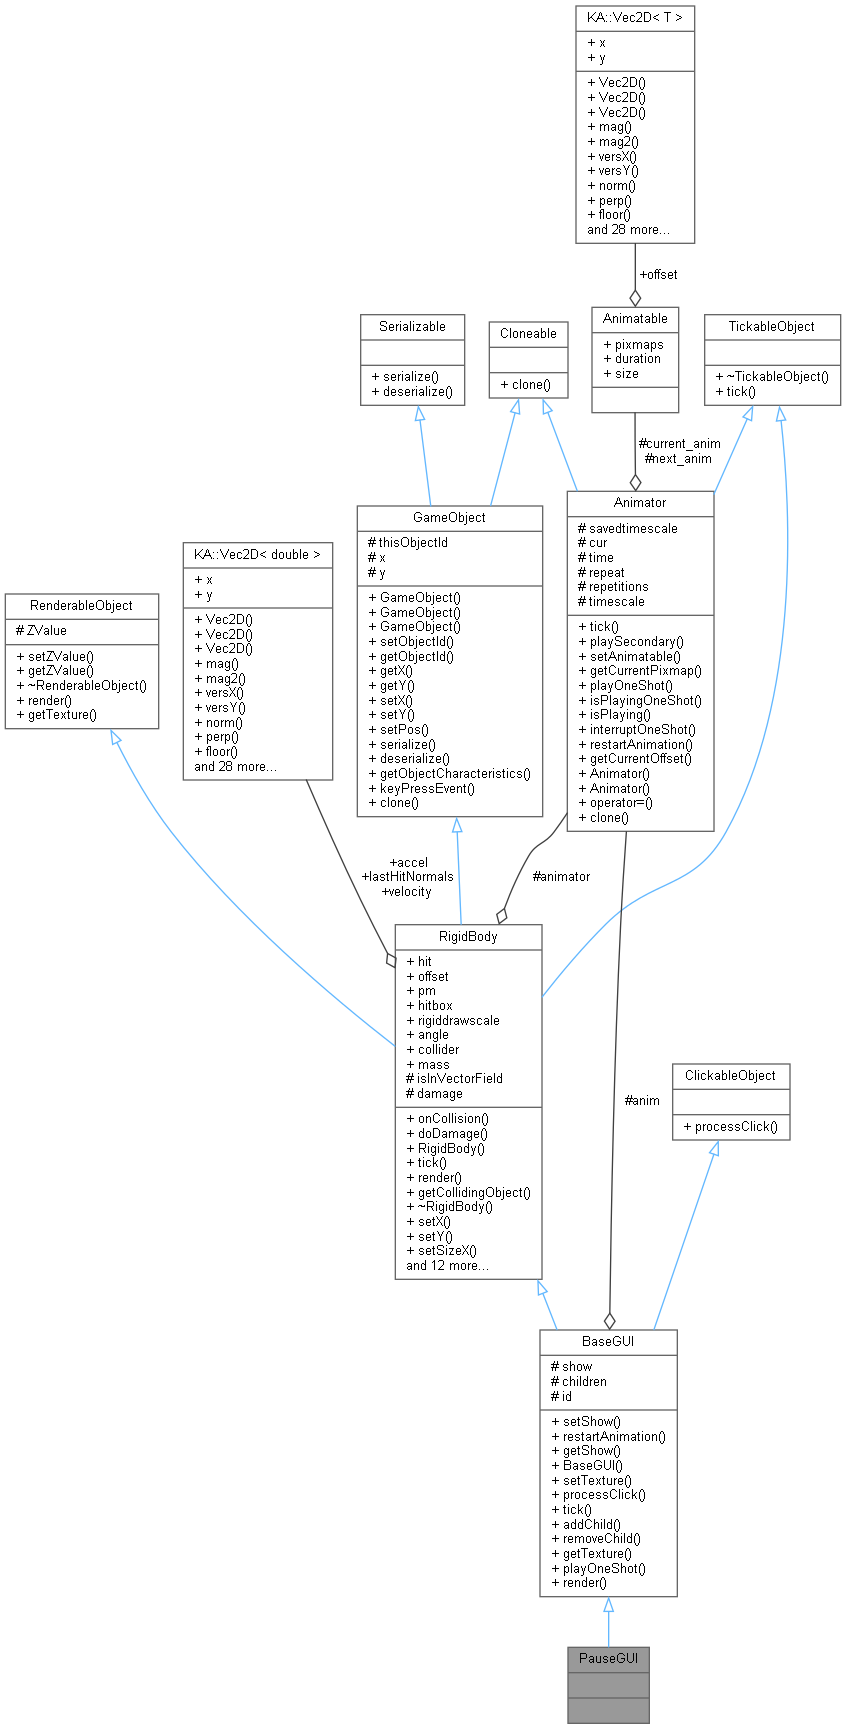 KA::Vec2D< T >
+ x
+ y
+ Vec2D()
+ Vec2D()
+ Vec2D()
+ mag()
+ mag2()
+ versX()
+ versY()
+ norm()
+ perp()
+ floor()
and 28 more...
+offset
Serializable
+ serialize()
+ deserialize()
Cloneable
+ clone()
Animatable
+ pixmaps
+ duration
+ size
TickableObject
+ ~TickableObject()
+ tick()
#current_anim
#next_anim
GameObject
# thisObjectId
# x
# y
+ GameObject()
+ GameObject()
+ GameObject()
+ setObjectId()
+ getObjectId()
+ getX()
+ getY()
+ setX()
+ setY()
+ setPos()
+ serialize()
+ deserialize()
+ getObjectCharacteristics()
+ keyPressEvent()
+ clone()
Animator
# savedtimescale
# cur
# time
# repeat
# repetitions
# timescale
+ tick()
+ playSecondary()
+ setAnimatable()
+ getCurrentPixmap()
+ playOneShot()
+ isPlayingOneShot()
+ isPlaying()
+ interruptOneShot()
+ restartAnimation()
+ getCurrentOffset()
+ Animator()
+ Animator()
+ operator=()
+ clone()
KA::Vec2D< double >
+ x
+ y
+ Vec2D()
+ Vec2D()
+ Vec2D()
+ mag()
+ mag2()
+ versX()
+ versY()
+ norm()
+ perp()
+ floor()
and 28 more...
RenderableObject
# ZValue
+ setZValue()
+ getZValue()
+ ~RenderableObject()
+ render()
+ getTexture()
+accel
+lastHitNormals
+velocity
#animator
RigidBody
+ hit
+ offset
+ pm
+ hitbox
+ rigiddrawscale
+ angle
+ collider
+ mass
# isInVectorField
# damage
+ onCollision()
+ doDamage()
+ RigidBody()
+ tick()
+ render()
+ getCollidingObject()
+ ~RigidBody()
+ setX()
+ setY()
+ setSizeX()
and 12 more...
#anim
ClickableObject
+ processClick()
BaseGUI
# show
# children
# id
+ setShow()
+ restartAnimation()
+ getShow()
+ BaseGUI()
+ setTexture()
+ processClick()
+ tick()
+ addChild()
+ removeChild()
+ getTexture()
+ playOneShot()
+ render()
PauseGUI